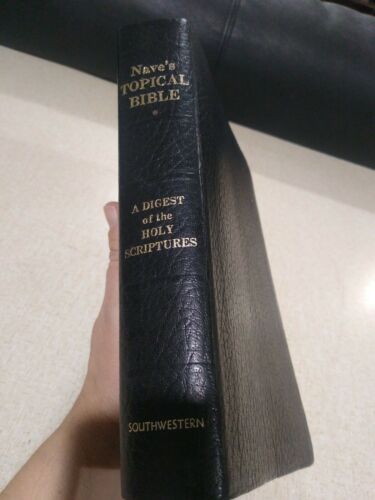 Nave's
TOPICAL
BIBLE
A DIGEST
of the
HOLY
SCRIPTURES
SOUTHWESTERN